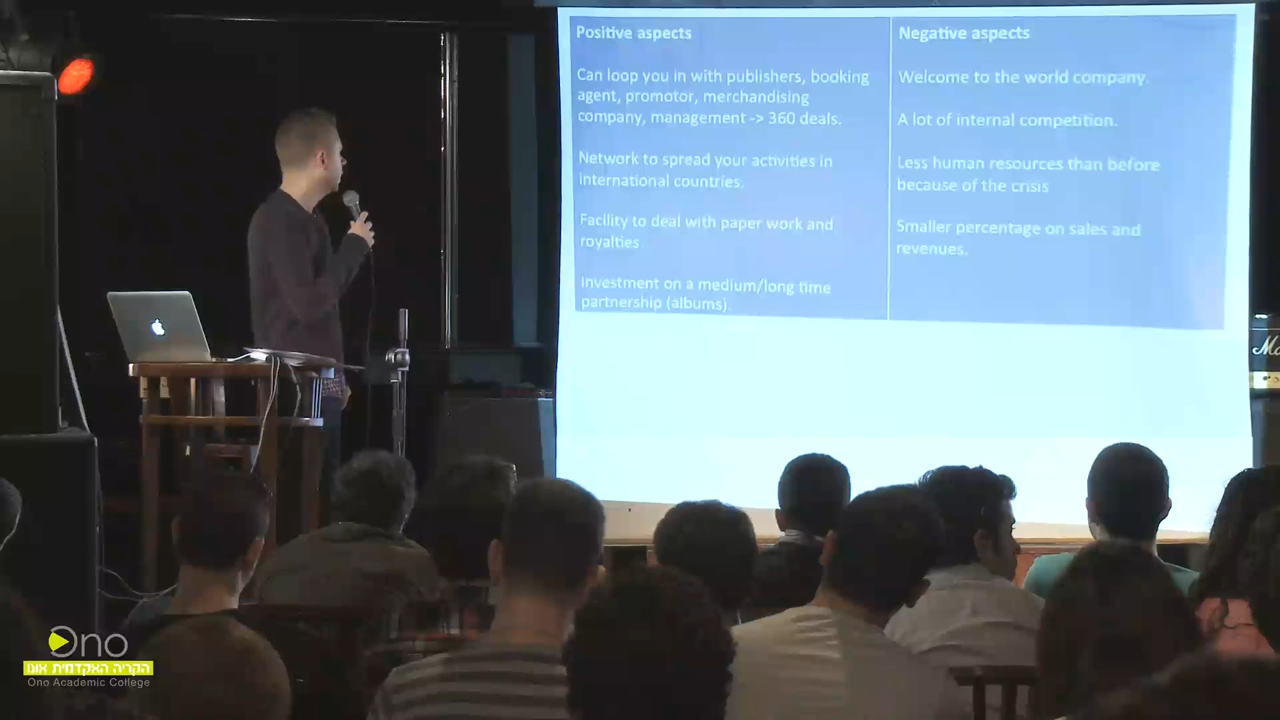 Positive aspects
Can loop you in with publishers, booking
agent, promotor, merchandising
company, management -> 360 deals.
Network to spread your activities in
international countries.
Facility to deal with paper work and
royalties
Investment on a medium/long time
partnership (albums).
Negative aspects
Welcome to the world company.
A lot of internal competition.
Less human resources than before
because of the crisis
Smaller percentage on sales and
revenues.
Ono
הקריה האקדמית אונו
Ono Academic College